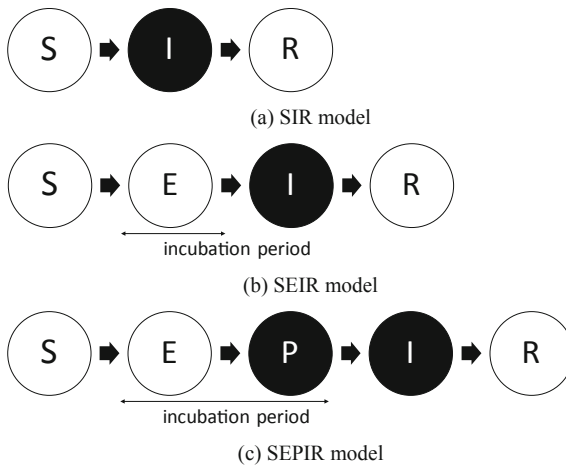 S I R
(a) SIR model
S E I R
incubation period
(b) SEIR model
S E P I R
incubation period
(c) SEPIR model